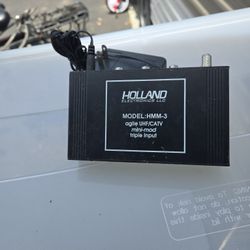 HOLLAND
ELECTRONICS LLC
MODEL:HMM-3
agile UHF/CATV
mini-mod
triple input